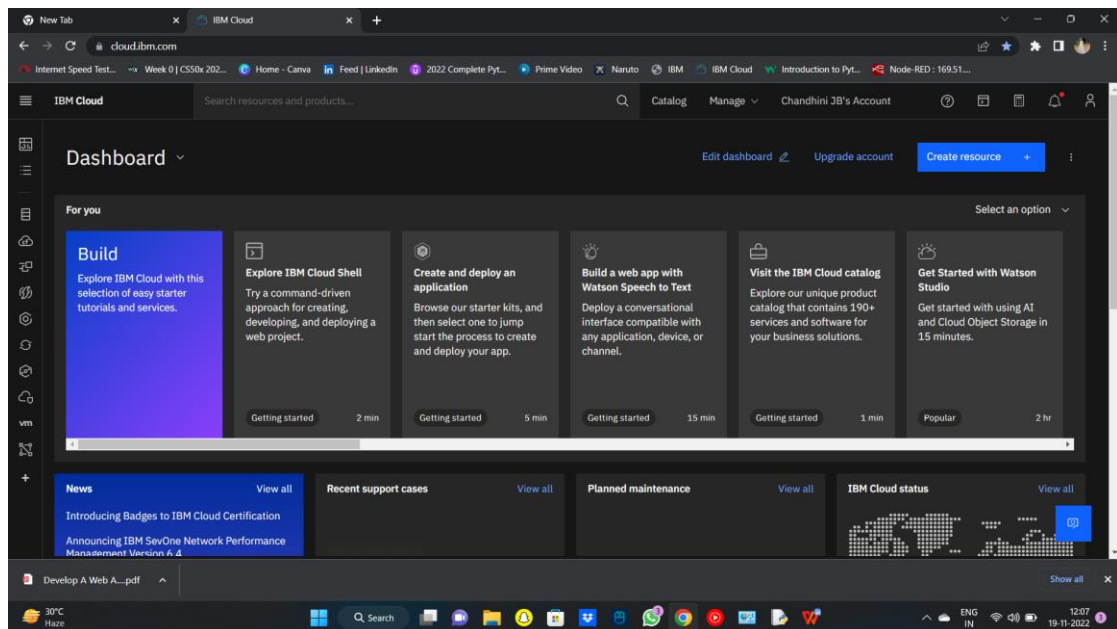 New Tab
IBM Cloud
cloud.ibm.com
Internet Speed Test...
Week 0 | CS50x 202...
Home - Canva
Feed | LinkedIn
2022 Complete Pyt...
Prime Video
Naruto
IBM
IBM Cloud
Introduction to Pyt...
Node-RED : 169.51....
IBM Cloud
Search resources and products...
Catalog
Manage
Chandhini JB's Account
Dashboard
Edit dashboard
Upgrade account
Create resource +
For you
Select an option
Build
Explore IBM Cloud with this
selection of easy starter
tutorials and services.
Explore IBM Cloud Shell
Try a command-driven
approach for creating,
developing, and deploying a
web project.
Getting started
2 min
Create and deploy an
application
Browse our starter kits, and
then select one to jump
start the process to create
and deploy your app.
Getting started
5 min
Build a web app with
Watson Speech to Text
Deploy a conversational
interface compatible with
any application, device, or
channel.
Getting started
15 min
Visit the IBM Cloud catalog
Explore our unique product
catalog that contains 190+
services and software for
your business solutions.
Getting started
1 min
Get Started with Watson
Studio
Get started with using AI
and Cloud Object Storage in
15 minutes.
Popular
2 hr
vm
News
View all
Introducing Badges to IBM Cloud Certification
Announcing IBM SevOne Network Performance
Management Version 6.4
Recent support cases
View all
Planned maintenance
View all
IBM Cloud status
View all
Develop A Web A....pdf
Show all
30°C
Haze
Search
ENG
IN
12:07
19-11-2022